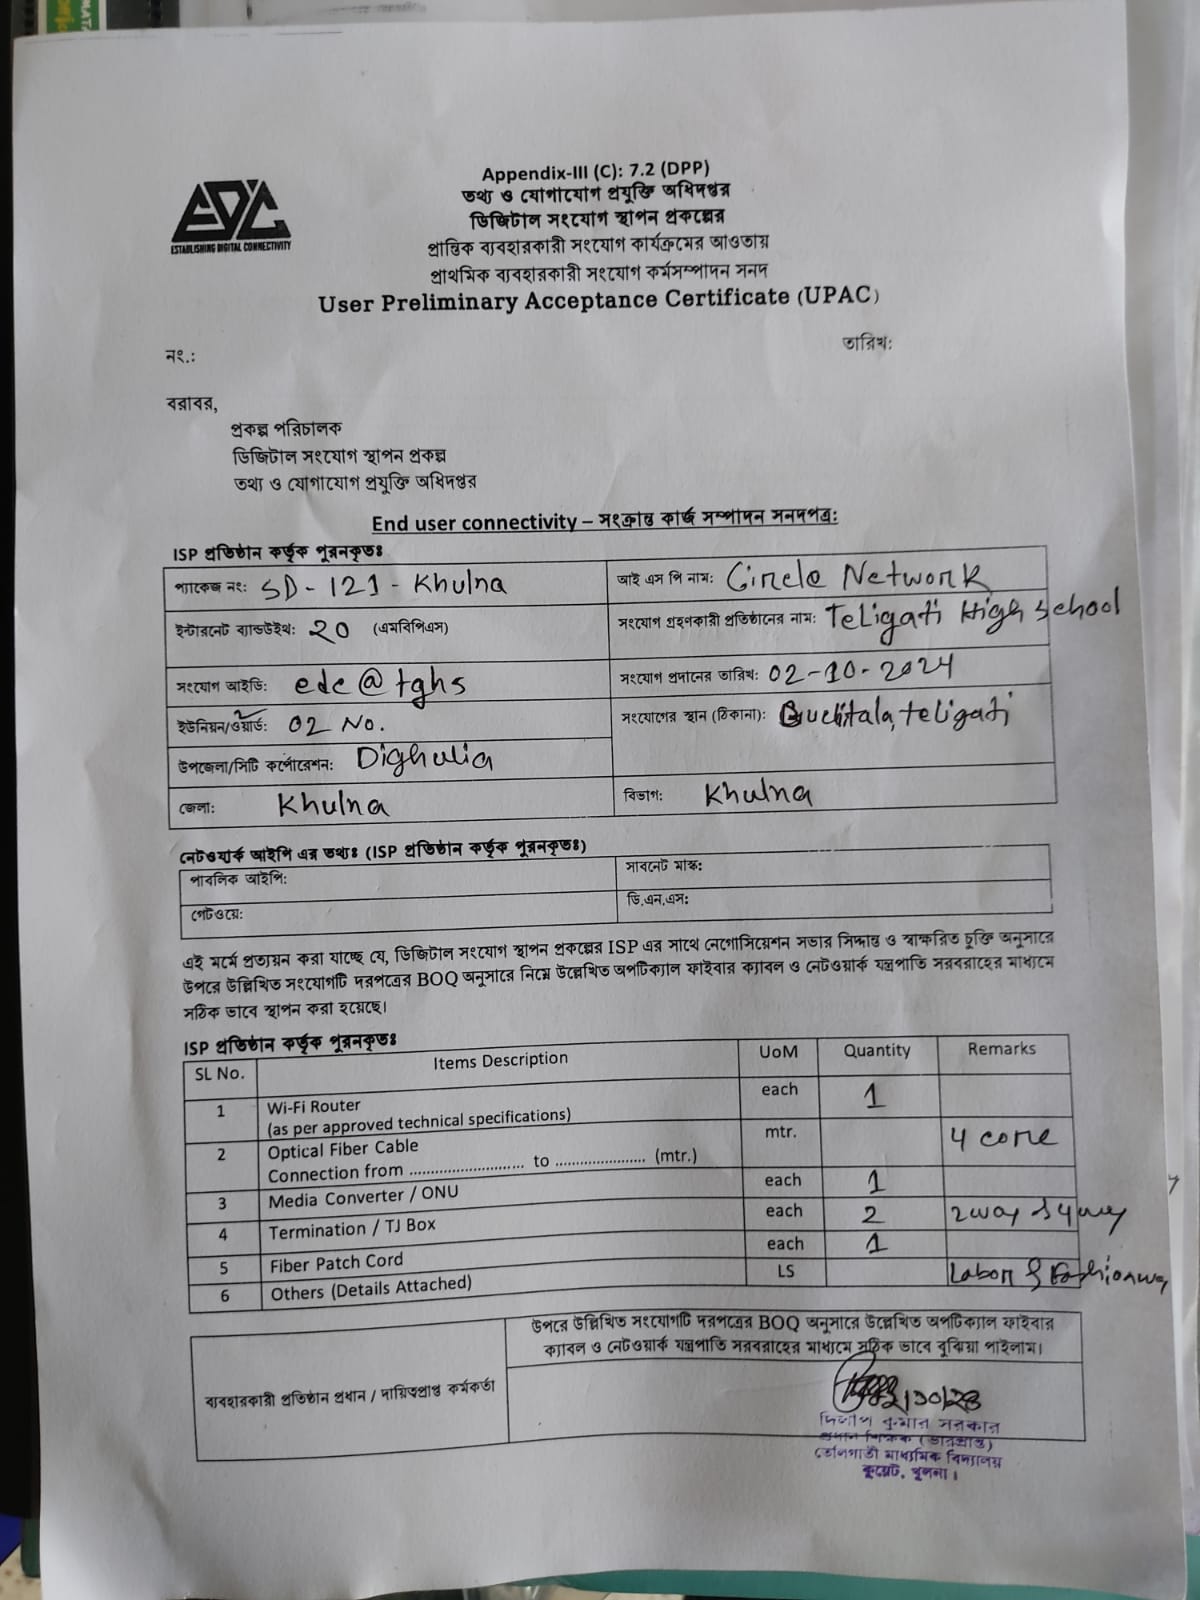 EDC
ESTABLISHING DIGITAL CONNECTIVITY
Appendix-III (C): 7.2 (DPP)
তথ্য ও যোগাযোগ প্রযুক্তি অধিদপ্তর
ডিজিটাল সংযোগ স্থাপন প্রকল্পের
প্রান্তিক ব্যবহারকারী সংযোগ কার্যক্রমের আওতায়
প্রাথমিক ব্যবহারকারী সংযোগ কর্মসম্পাদন সনদ
User Preliminary Acceptance Certificate (UPAC)
নং.:
তারিখ:
বরাবর,
প্রকল্প পরিচালক
ডিজিটাল সংযোগ স্থাপন প্রকল্প
তথ্য ও যোগাযোগ প্রযুক্তি অধিদপ্তর
End user connectivity – সংক্রান্ত কার্জ সম্পাদন সনদপত্র:
ISP প্রতিষ্ঠান কর্তৃক পূরনকৃতঃ
প্যাকেজ নং: SD-121-Khulna
আই এস পি নাম: Circle Network
ইন্টারনেট ব্যান্ডউইথ: 20 (এমবিপিএস)
সংযোগ গ্রহণকারী প্রতিষ্ঠানের নাম: Teligati High School
সংযোগ আইডি: edc@tghs
সংযোগ প্রদানের তারিখ: 02-10-2024
ইউনিয়ন/ওয়ার্ড: 02 No.
সংযোগের স্থান (ঠিকানা): teligati
উপজেলা/সিটি কর্পোরেশন: Dighulia
জেলা: Khulna
বিভাগ: Khulna
নেটওয়ার্ক আইপি এর তথ্যঃ (ISP প্রতিষ্ঠান কর্তৃক পূরনকৃতঃ)
পাবলিক আইপি:
সাবনেট মাস্ক:
গেটওয়ে:
ডি.এন.এস:
এই মর্মে প্রত্যয়ন করা যাচ্ছে যে, ডিজিটাল সংযোগ স্থাপন প্রকল্পের ISP এর সাথে নেগোসিয়েশন সভার সিদ্দান্ত ও স্বাক্ষরিত চুক্তি অনুসারে
উপরে উল্লিখিত সংযোগটি দরপত্রের BOQ অনুসারে নিম্নে উল্লেখিত অপটিক্যাল ফাইবার ক্যাবল ও নেটওয়ার্ক যন্ত্রপাতি সরবরাহের মাধ্যমে
সঠিক ভাবে স্থাপন করা হয়েছে।
ISP প্রতিষ্ঠান কর্তৃক পূরনকৃতঃ
SL No. Items Description UoM Quantity Remarks
1 Wi-Fi Router each 1
(as per approved technical specifications)
2 Optical Fiber Cable mtr. 4 core
Connection from ........................... to ...................... (mtr.)
3 Media Converter / ONU each 1
4 Termination / TJ Box each 2 2way & 4way
5 Fiber Patch Cord each 1
6 Others (Details Attached) LS Labor &
উপরে উল্লিখিত সংযোগটি দরপত্রের BOQ অনুসারে উল্লেখিত অপটিক্যাল ফাইবার
ক্যাবল ও নেটওয়ার্ক যন্ত্রপাতি সরবরাহের মাধ্যমে সঠিক ভাবে বুঝিয়া পাইলাম।
ব্যবহারকারী প্রতিষ্ঠান প্রধান / দায়িত্বপ্রাপ্ত কর্মকর্তা
দিলীপ কুমার সরকার
প্রধান শিক্ষক (ভারপ্রাপ্ত)
তেলিগাতী মাধ্যমিক বিদ্যালয়
কুয়েট, খুলনা।